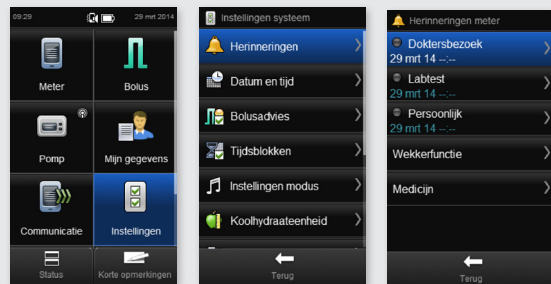 09:29 29 mrt 2014
Meter Bolus
Pomp Mijn gegevens
Communicatie Instellingen
Status Korte opmerkingen
Instellingen systeem
Herinneringen
Datum en tijd
Bolusadvies
Tijdsblokken
Instellingen modus
Koolhydraateenheid
Terug
Herinneringen meter
Doktersbezoek
29 mrt 14 --:--
Labtest
29 mrt 14 --:--
Persoonlijk
29 mrt 14 --:--
Wekkerfunctie
Medicijn
Terug